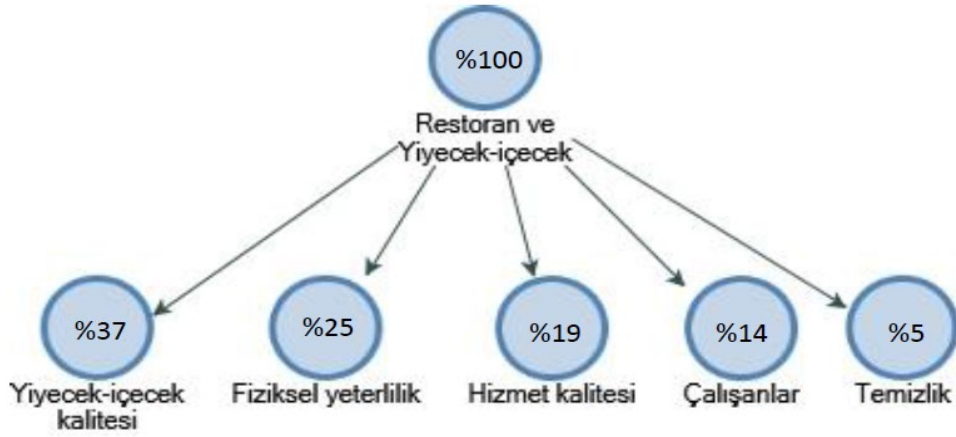 %100
Restoran ve
Yiyecek-içecek
%37
%25
%19
%14
%5
Yiyecek-içecek
kalitesi
Fiziksel yeterlilik
Hizmet kalitesi
Çalışanlar
Temizlik